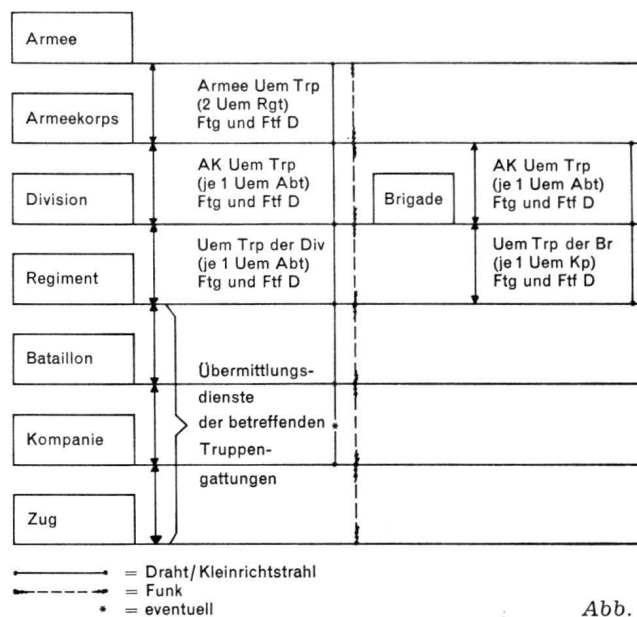 Armee
Armee Uem Trp
(2 Uem Rgt)
Ftg und Ftf D
Armeekorps
AK Uem Trp
(je 1 Uem Abt)
Ftg und Ftf D
AK Uem Trp
(je 1 Uem Abt)
Ftg und Ftf D
Division
Brigade
Uem Trp der Div
(je 1 Uem Abt)
Ftg und Ftf D
Uem Trp der Br
(je 1 Uem Kp)
Ftg und Ftf D
Regiment
Bataillon
Übermittlungs-
dienste
der betreffenden
Truppen-
gattungen
*
Kompanie
Zug
= Draht/Kleinrichtstrahl
= Funk
* = eventuell
Abb.